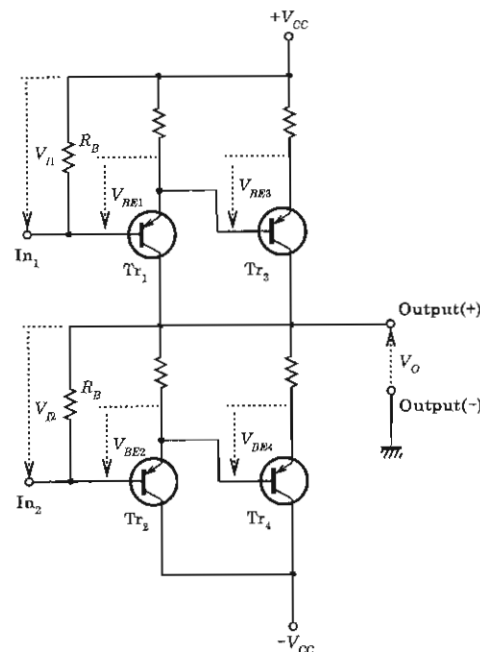 +V_CC
R_B
V_I1
V_BE1
V_BE3
In_1
Tr_1
Tr_3
Output(+)
R_B
V_I2
V_BE2
V_BE4
V_O
Output(−)
In_2
Tr_2
Tr_4
−V_CC